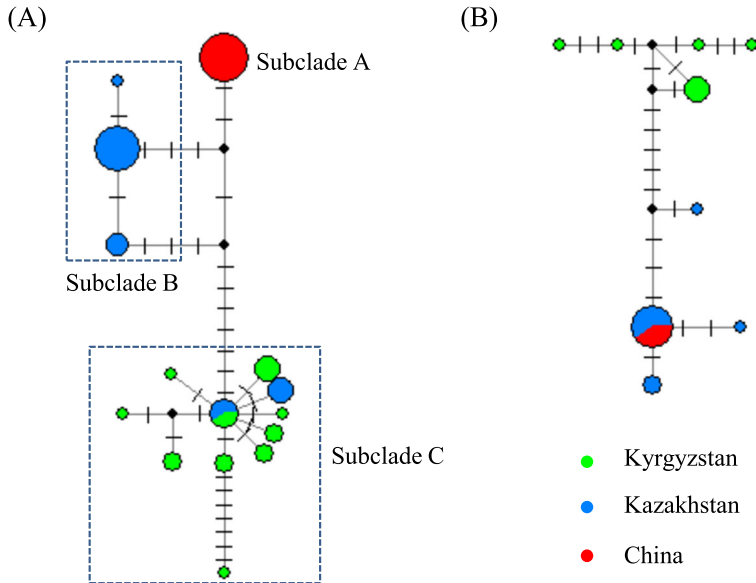 (A)
(B)
Subclade A
Subclade B
Subclade C
Kyrgyzstan
Kazakhstan
China